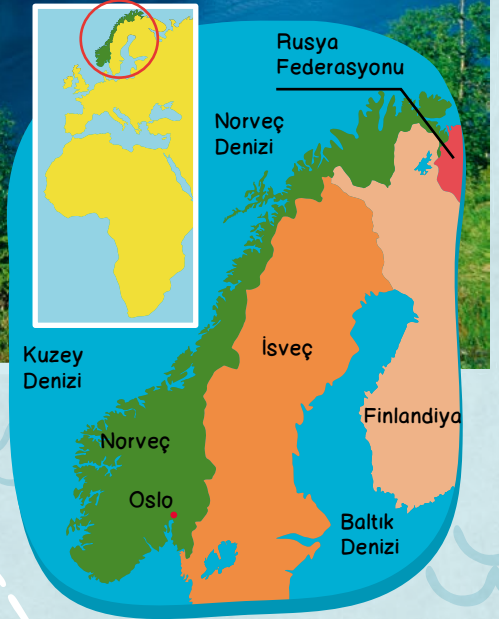 Rusya
Federasyonu
Norveç
Denizi
Kuzey
Denizi
İsveç
Finlandiya
Norveç
Oslo
Baltık
Denizi